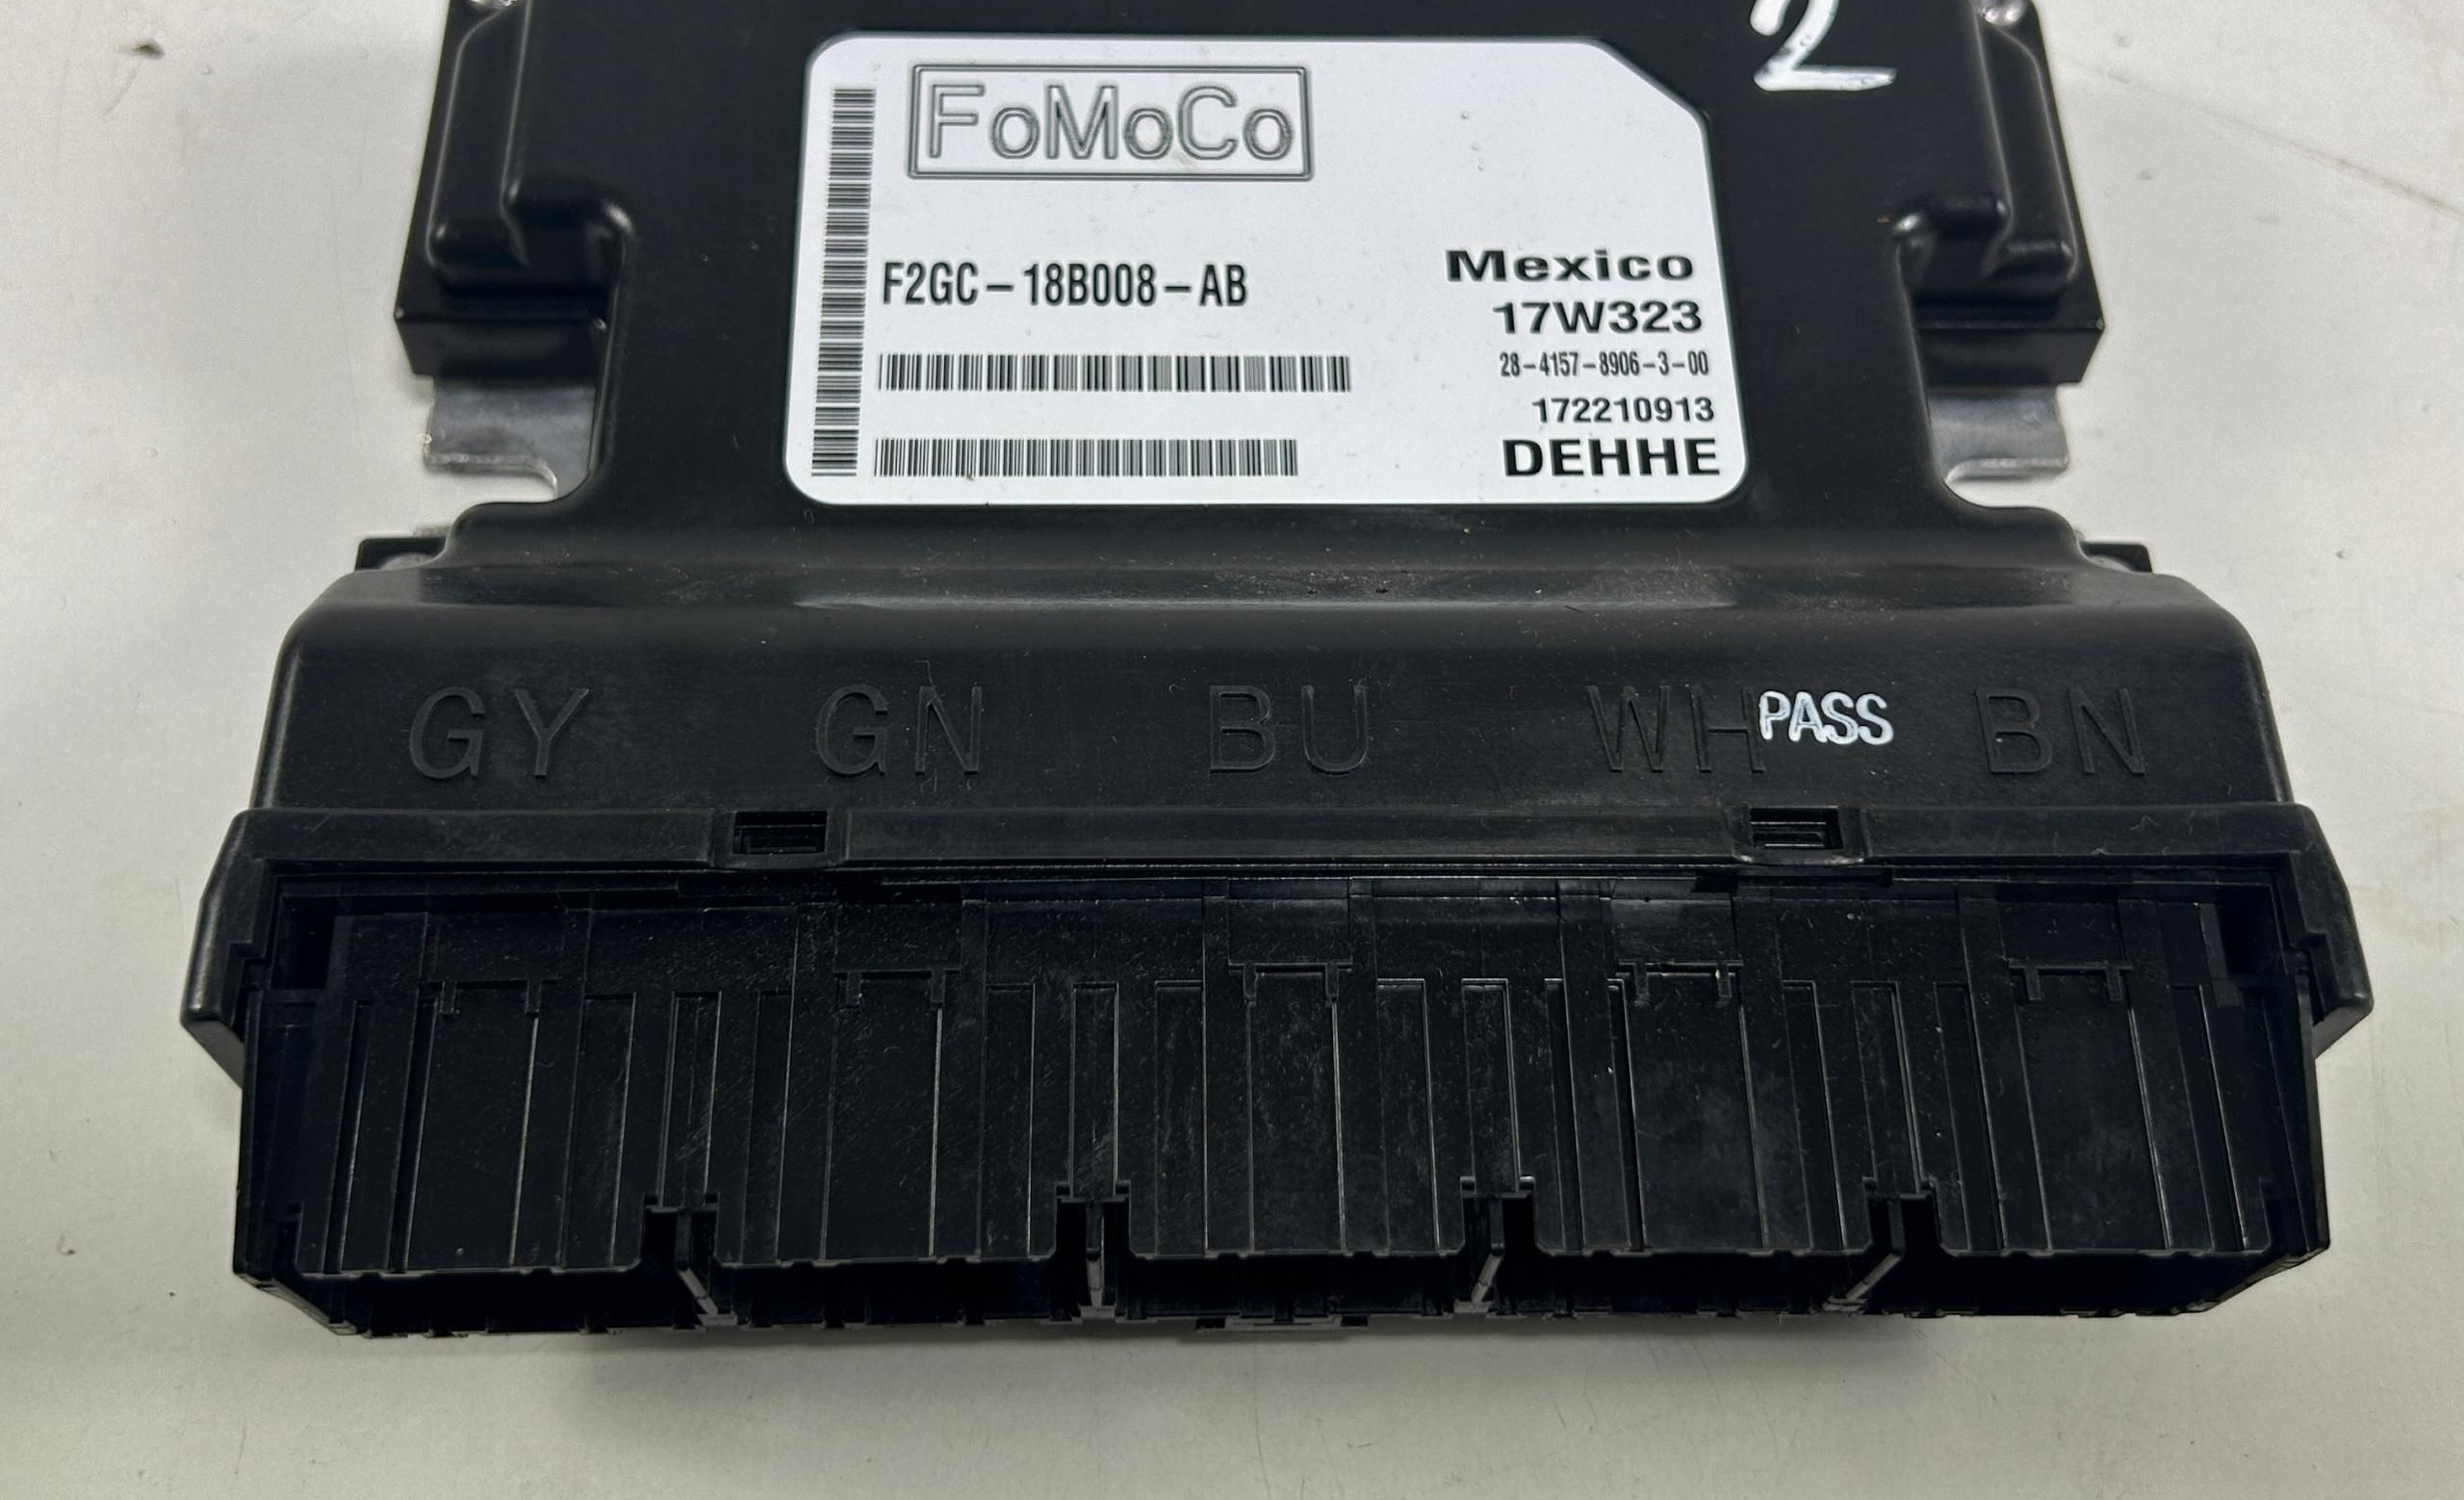 2
FoMoCo
F2GC-18B008-AB
Mexico
17W323
28-4157-8906-3-00
172210913
DEHHE
GY GN BU WH PASS BN